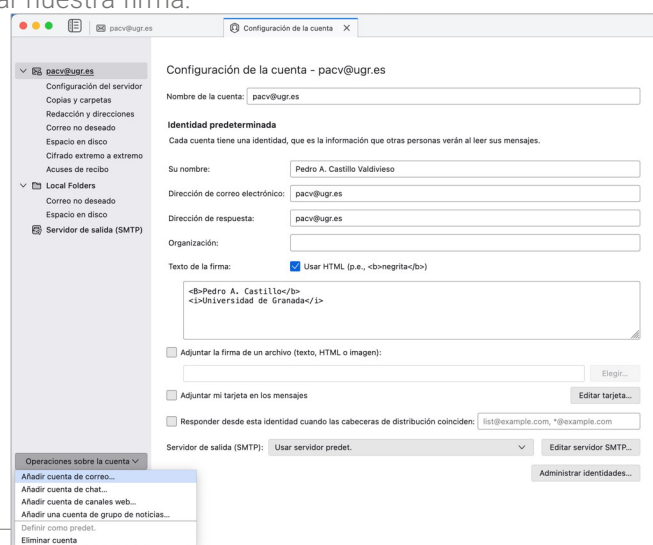 ar nuestra firma.
pacv@ugr.es
Configuración de la cuenta
pacv@ugr.es
Configuración del servidor
Copias y carpetas
Redacción y direcciones
Correo no deseado
Espacio en disco
Cifrado extremo a extremo
Acuses de recibo
Local Folders
Correo no deseado
Espacio en disco
Servidor de salida (SMTP)
Configuración de la cuenta - pacv@ugr.es
Nombre de la cuenta: pacv@ugr.es
Identidad predeterminada
Cada cuenta tiene una identidad, que es la información que otras personas verán al leer sus mensajes.
Su nombre: Pedro A. Castillo Valdivieso
Dirección de correo electrónico: pacv@ugr.es
Dirección de respuesta: pacv@ugr.es
Organización:
Texto de la firma: Usar HTML (p.e., <b>negrita</b>)
<B>Pedro A. Castillo</b>
<i>Universidad de Granada</i>
Adjuntar la firma de un archivo (texto, HTML o imagen):
Elegir...
Adjuntar mi tarjeta en los mensajes Editar tarjeta...
Responder desde esta identidad cuando las cabeceras de distribución coinciden: list@example.com, *@example.com
Servidor de salida (SMTP): Usar servidor predet. Editar servidor SMTP...
Administrar identidades...
Operaciones sobre la cuenta
Añadir cuenta de correo...
Añadir cuenta de chat...
Añadir cuenta de canales web...
Añadir una cuenta de grupo de noticias...
Definir como predet.
Eliminar cuenta